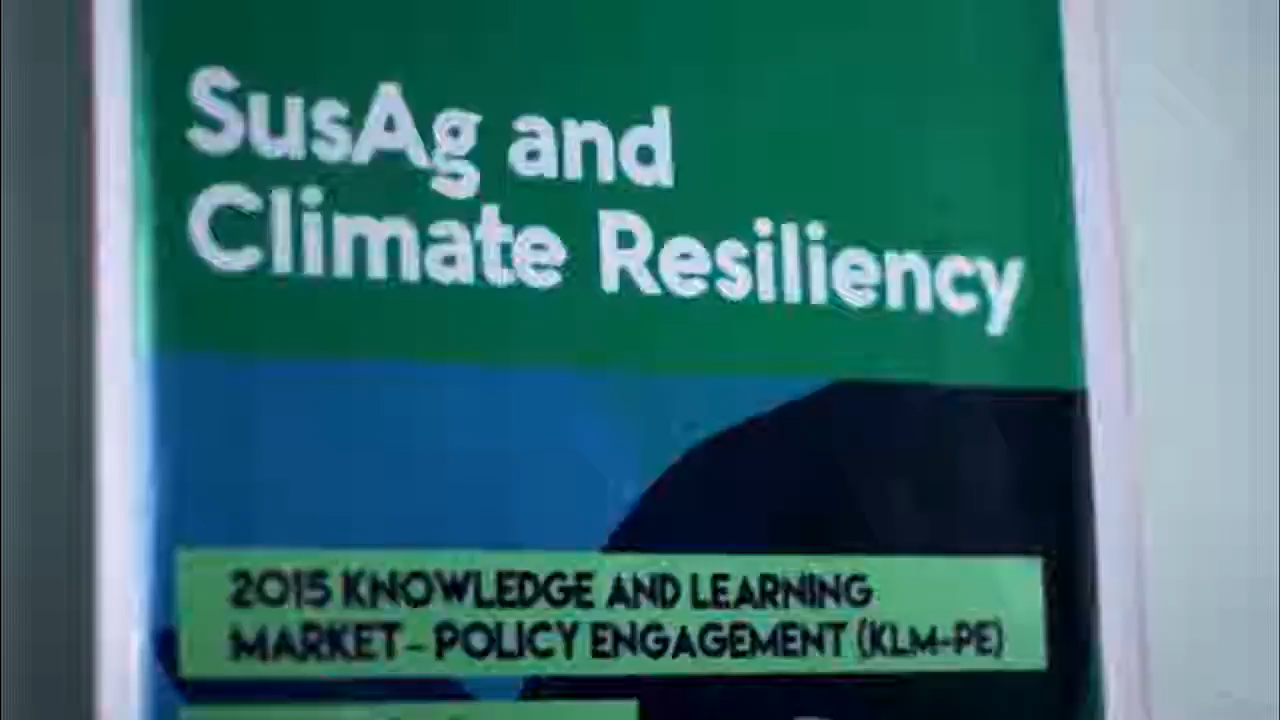 SusAg and
Climate Resiliency
2015 KNOWLEDGE AND LEARNING
MARKET - POLICY ENGAGEMENT (KLM-PE)